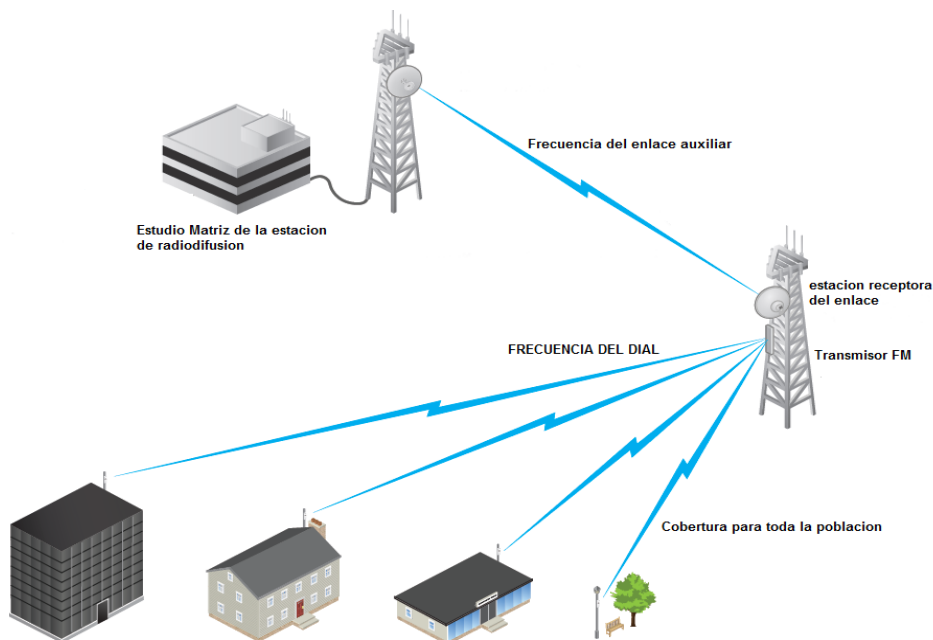 Frecuencia del enlace auxiliar
Estudio Matriz de la estacion
de radiodifusion
estacion receptora
del enlace
FRECUENCIA DEL DIAL
Transmisor FM
Cobertura para toda la poblacion